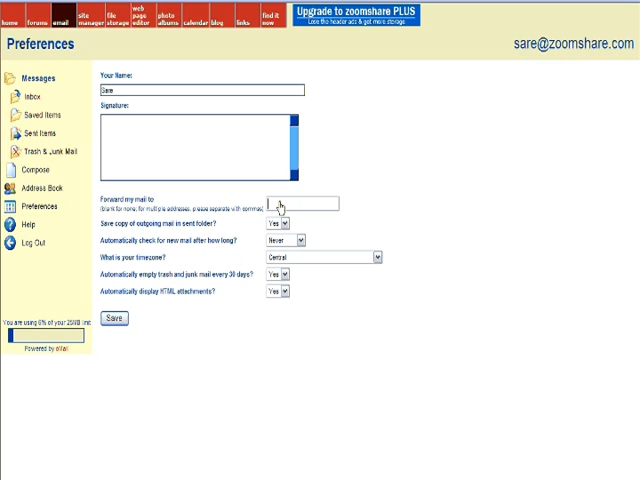 home forums email site manager file storage web page editor photo albums calendar blog links find it now
Upgrade to zoomshare PLUS
Lose the header ads & get more storage
Preferences
sare@zoomshare.com
Messages
Inbox
Saved Items
Sent Items
Trash & Junk Mail
Compose
Address Book
Preferences
Help
Log Out
You are using 6% of your 25MB limit
Powered by
Your Name:
Sare
Signature:
Forward my mail to
(blank for none; for multiple addresses, please separate with commas)
Save copy of outgoing mail in sent folder? Yes
Automatically check for new mail after how long? Never
What is your timezone? Central
Automatically empty trash and junk mail every 30 days? Yes
Automatically display HTML attachments? Yes
Save